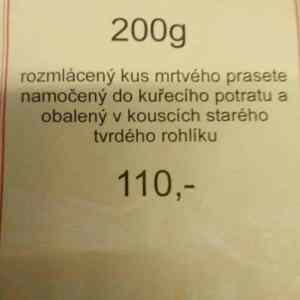 200g
rozmlácený kus mrtvého prasete
namočený do kuřecího potratu a
obalený v kouscích starého
tvrdého rohlíku
110,-